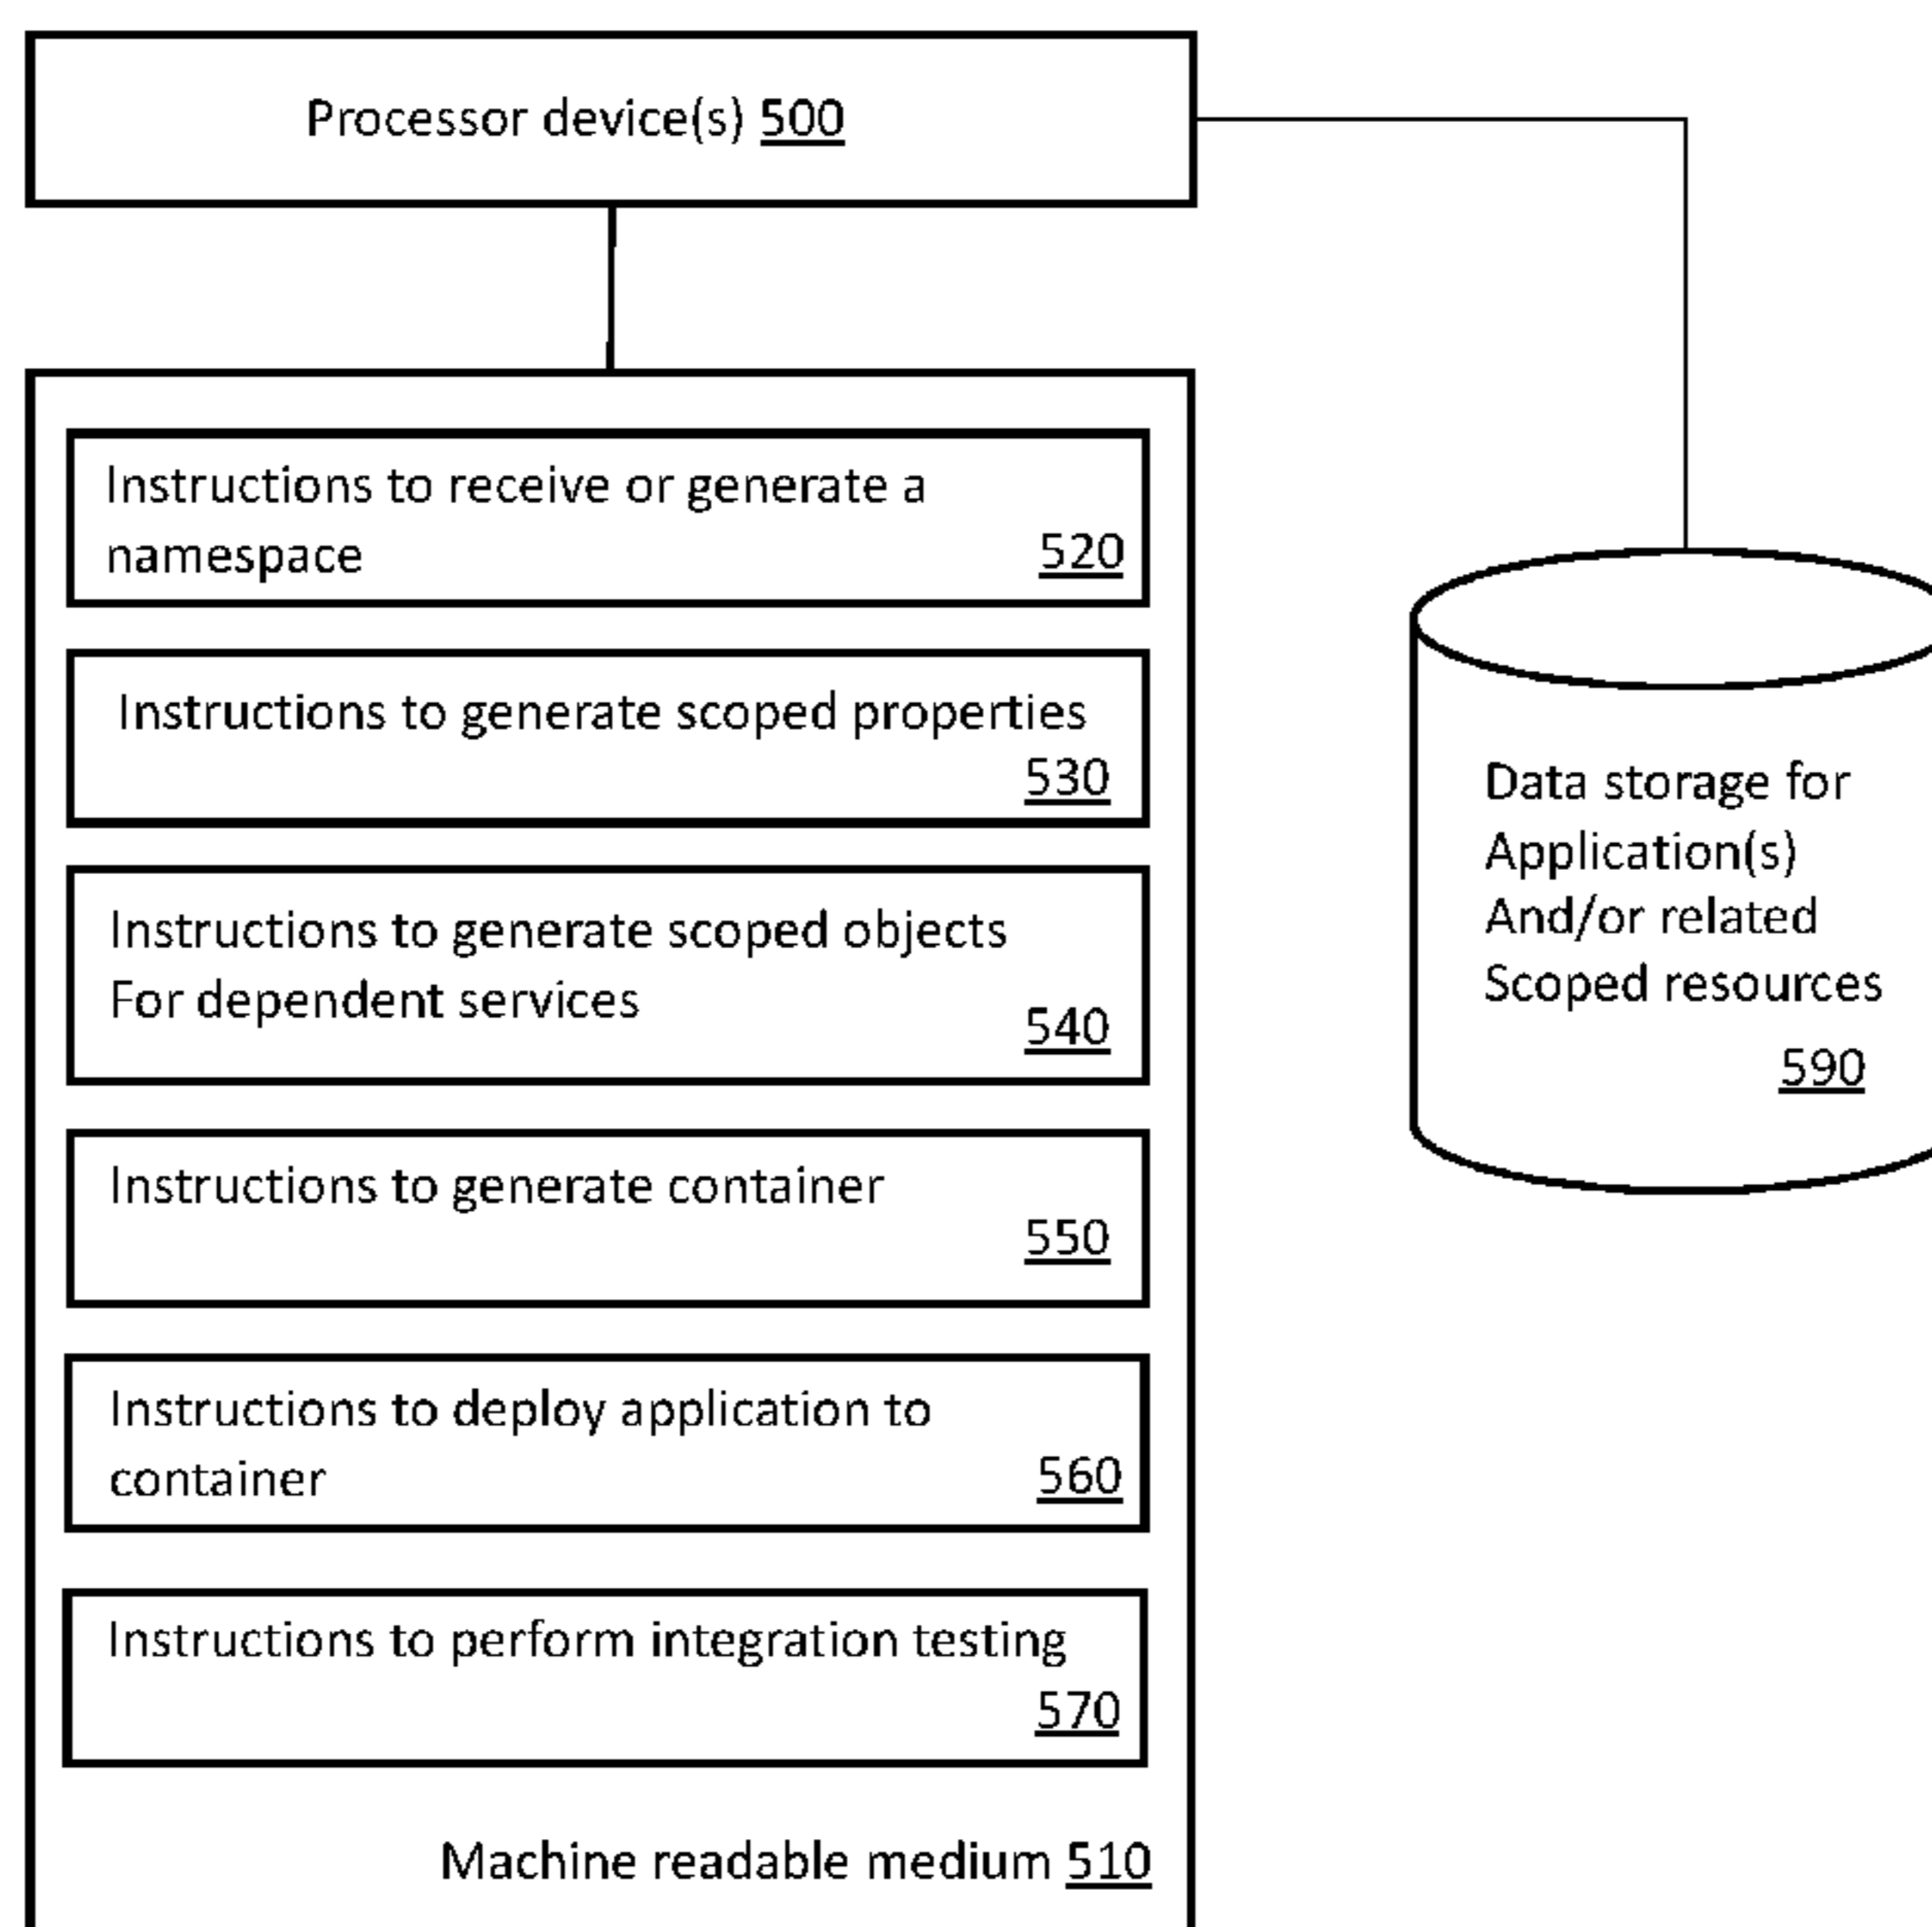 Processor device(s) 500
Instructions to receive or generate a
namespace
520
Instructions to generate scoped properties
530
Instructions to generate scoped objects
For dependent services
540
Instructions to generate container
550
Instructions to deploy application to
container
560
Instructions to perform integration testing
570
Machine readable medium 510
Data storage for
Application(s)
And/or related
Scoped resources
590